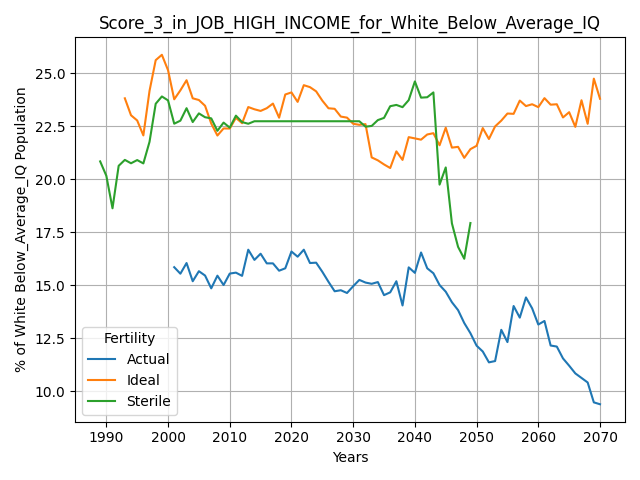 Score_3_in_JOB_HIGH_INCOME_for_White_Below_Average_IQ
% of White Below_Average_IQ Population
25.0
22.5
20.0
17.5
15.0
12.5
10.0
Fertility
Actual
Ideal
Sterile
1990 2000 2010 2020 2030 2040 2050 2060 2070
Years